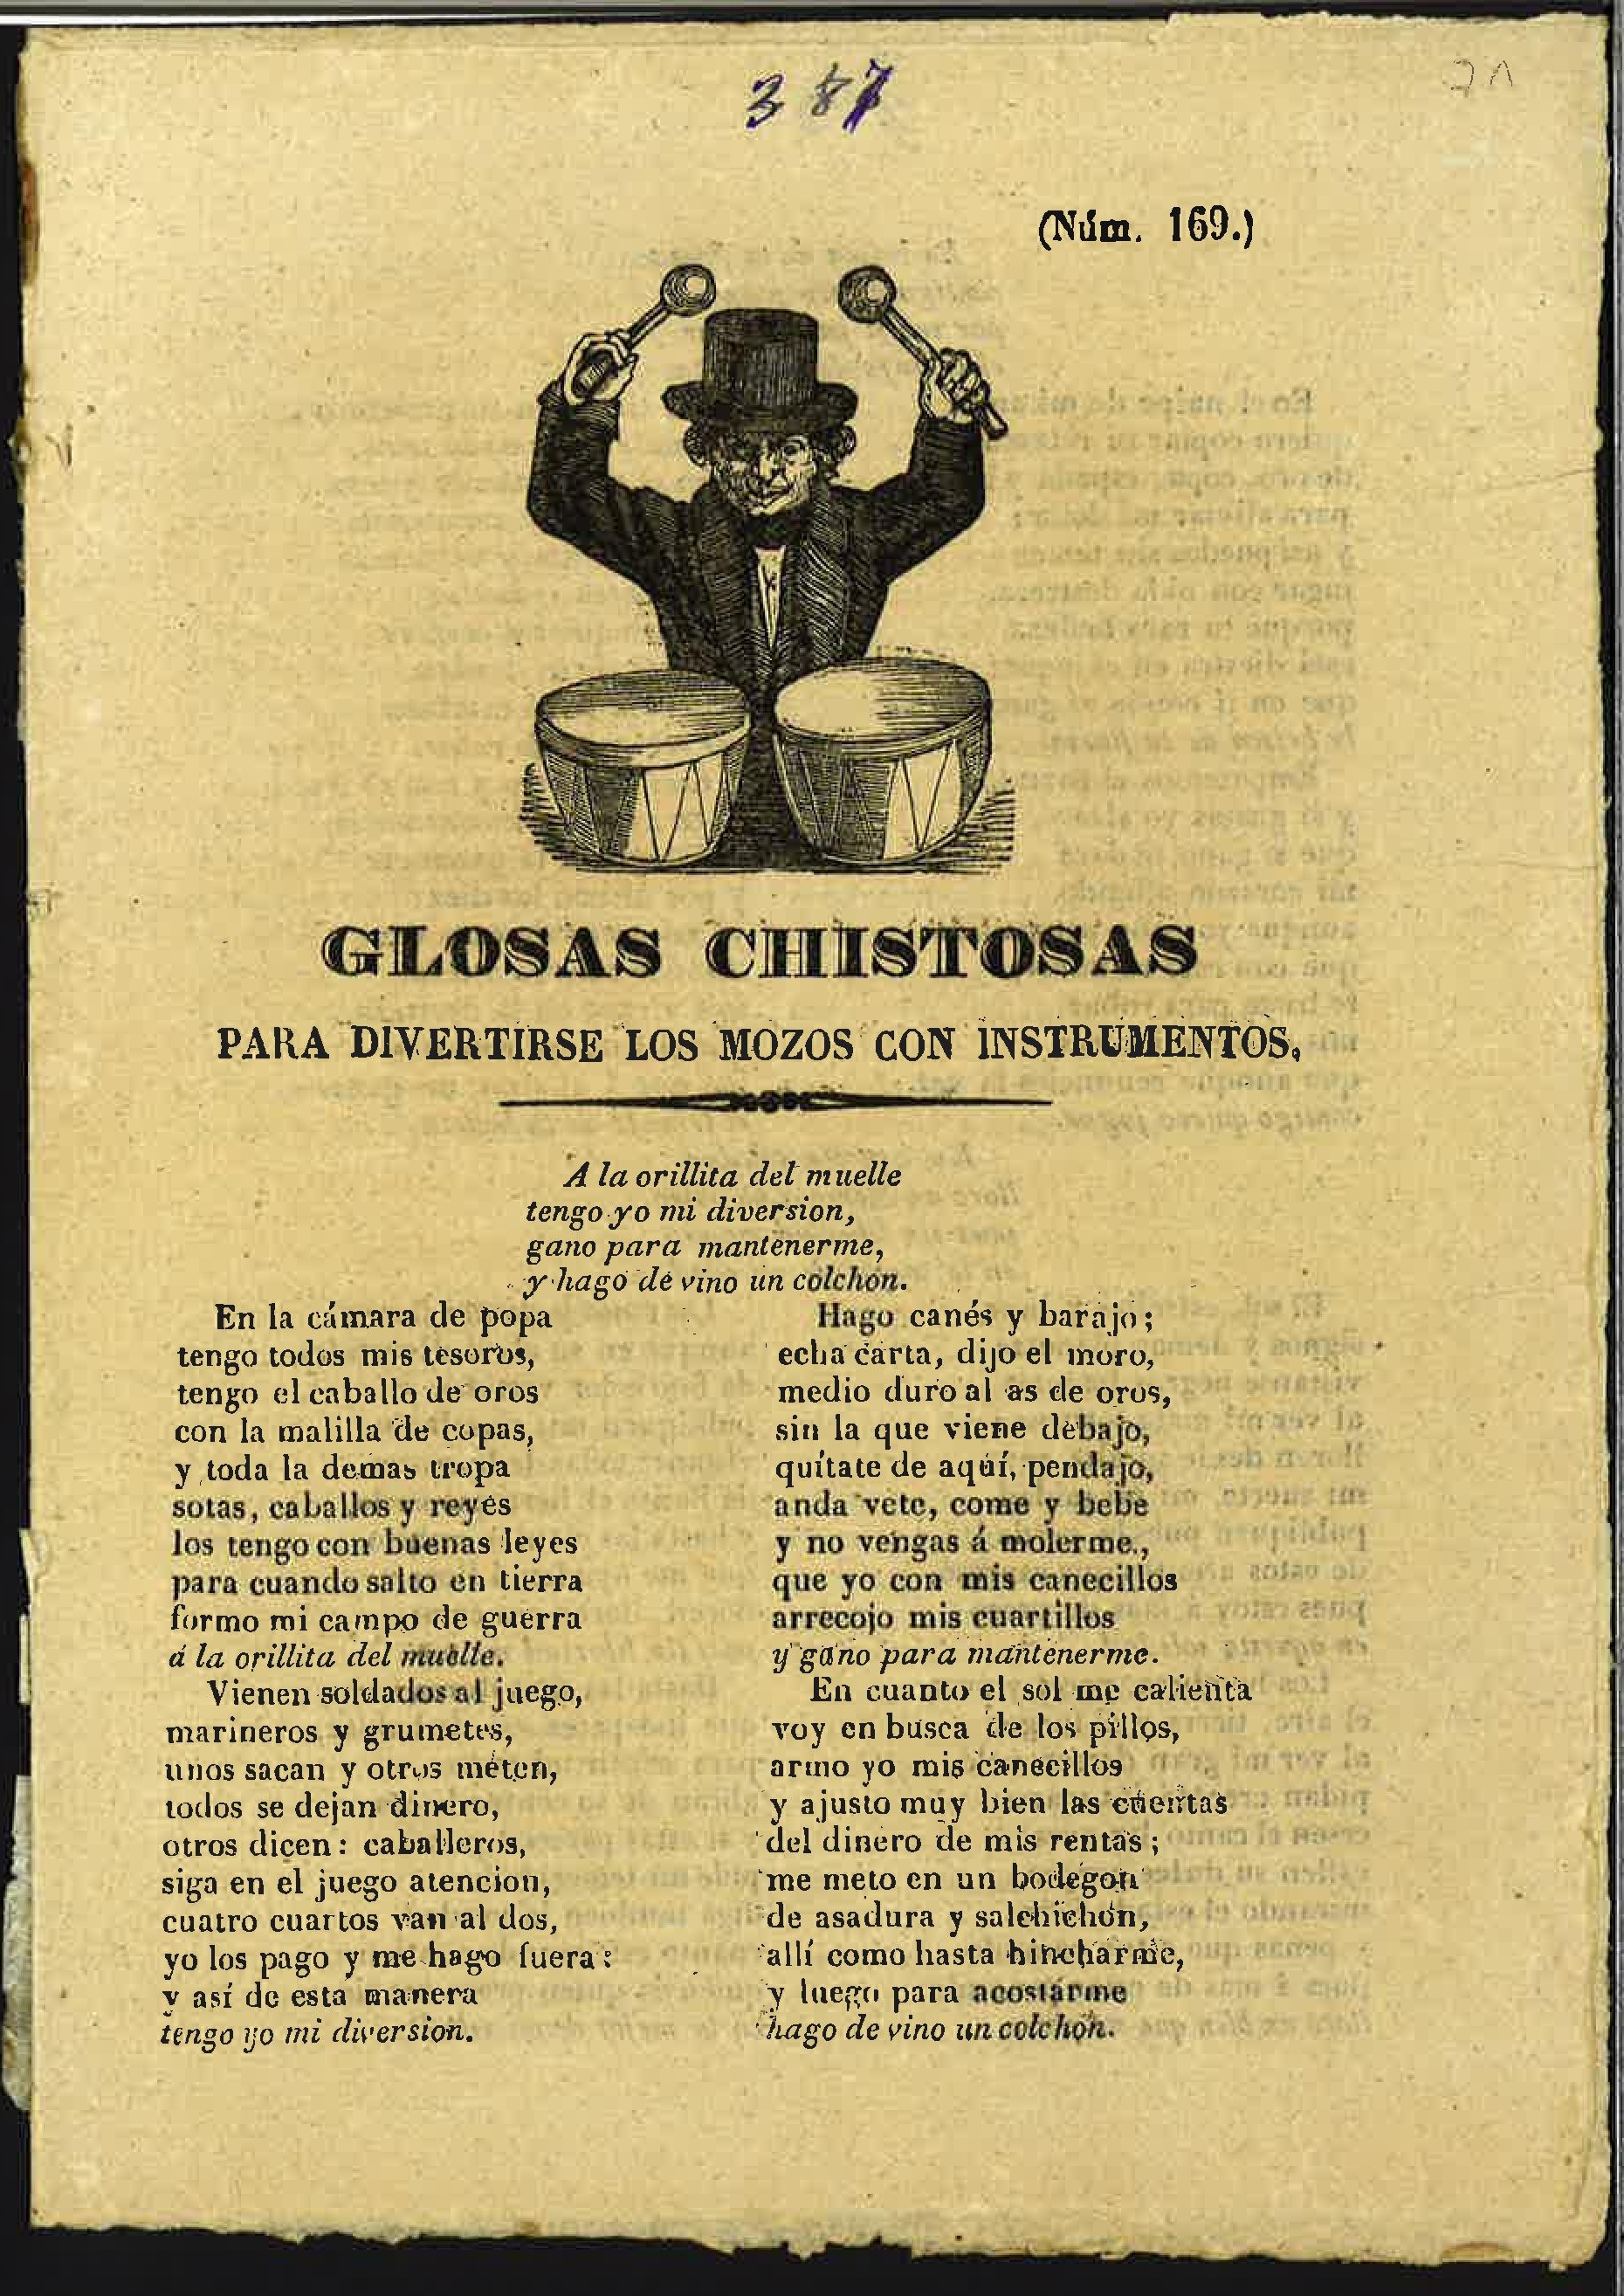 387
(Núm. 169.)
GLOSAS CHISTOSAS
PARA DIVERTIRSE LOS MOZOS CON INSTRUMENTOS.
A la orillita del muelle
tengo yo mi diversion,
gano para mantenerme,
y hago de vino un colchon.
En la cámara de popa
tengo todos mis tesoros,
tengo el caballo de oros
con la malilla de copas,
y toda la demas tropa
sotas, caballos y reyes
los tengo con buenas leyes
para cuando salto en tierra
formo mi campo de guerra
á la orillita del muelle.
Vienen soldados al juego,
marineros y grumetes,
unos sacan y otros meten,
todos se dejan dinero,
otros dicen: caballeros,
siga en el juego atencion,
cuatro cuartos van al dos,
yo los pago y me hago fuera:
y así de esta manera
tengo yo mi diversion.
Hago canés y barajo;
echa carta, dijo el moro,
medio duro al as de oros,
sin la que viene debajo,
quítate de aquí, pendajo,
anda vete, come y bebe
y no vengas á molerme.,
que yo con mis canecillos
arrecojo mis cuartillos
y gano para mantenerme.
En cuanto el sol me calienta
voy en busca de los pillos,
armo yo mis canecillos
y ajusto muy bien las cuentas
del dinero de mis rentas;
me meto en un bodegon
de asadura y salchichon,
allí como hasta hincharme,
y luego para acostarme
hago de vino un colchon.